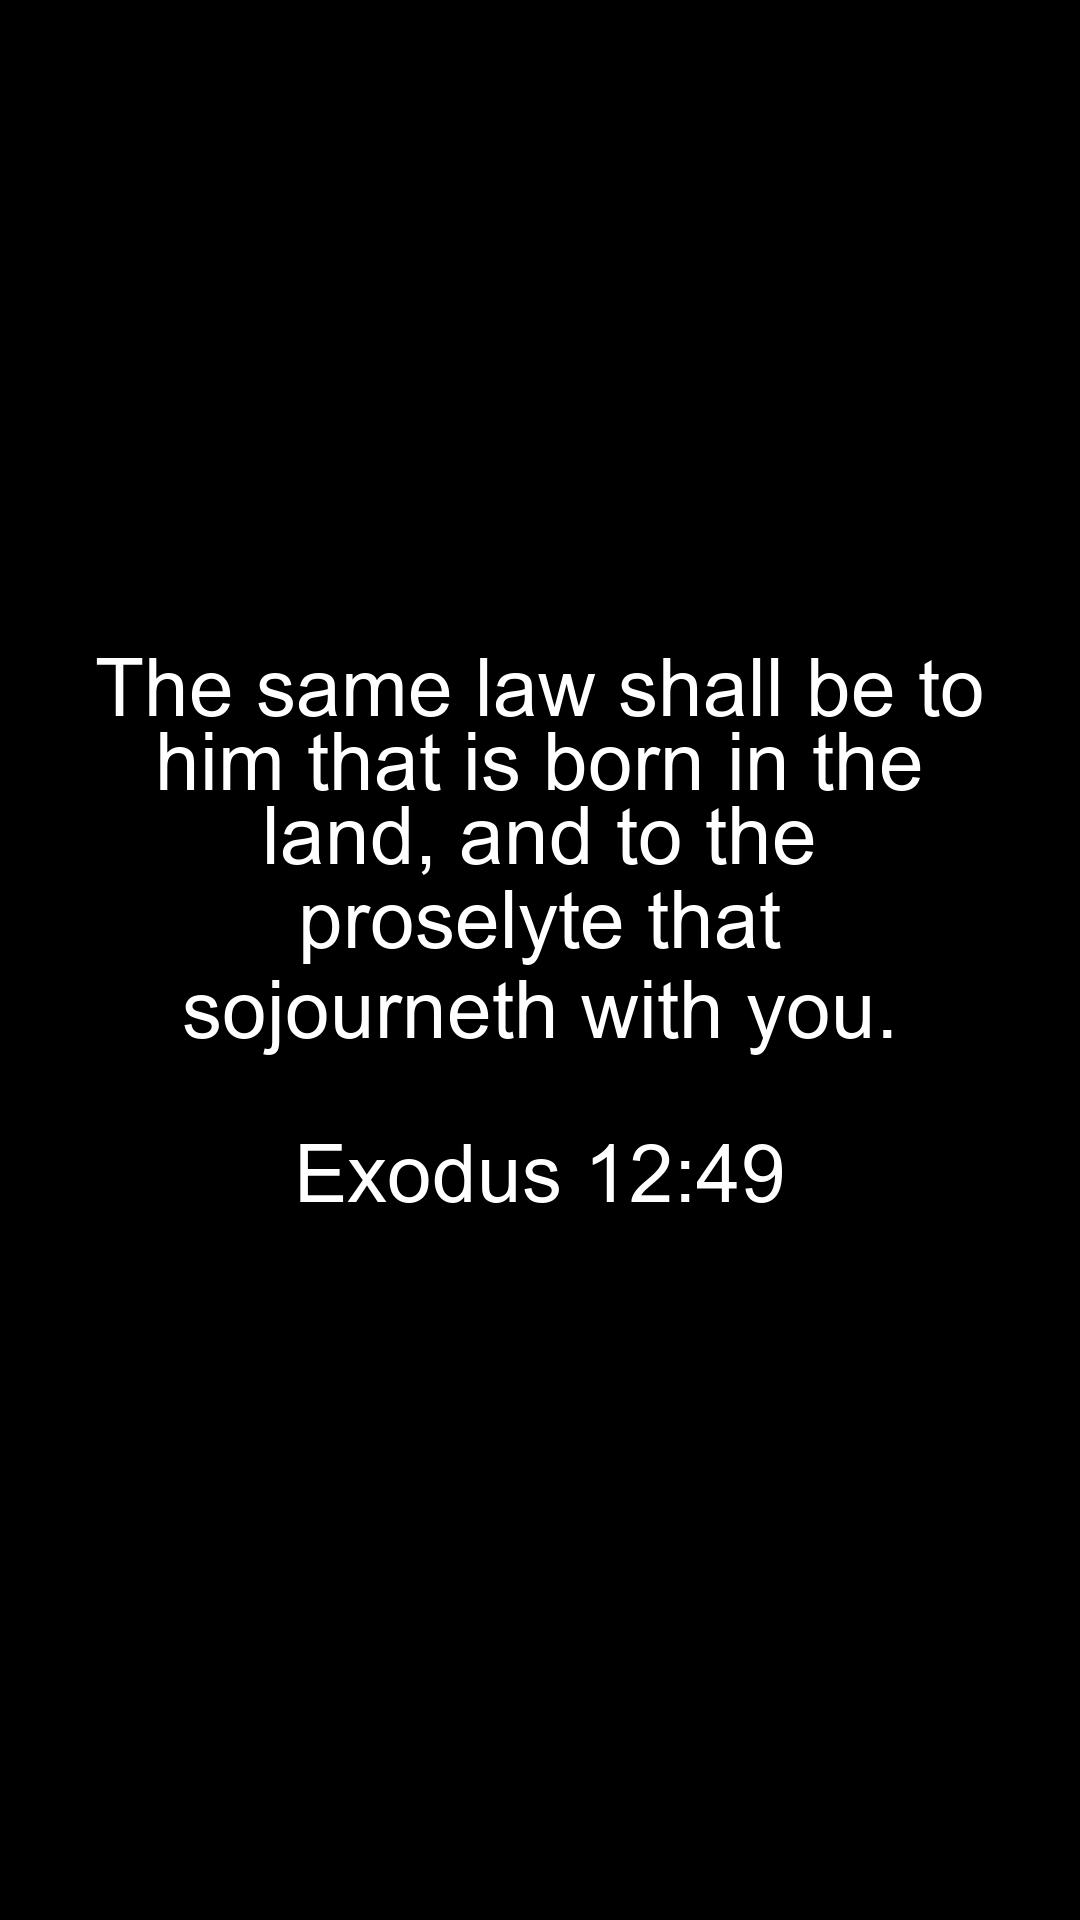 The same law shall be to
him that is born in the
land, and to the
proselyte that
sojourneth with you.
Exodus 12:49